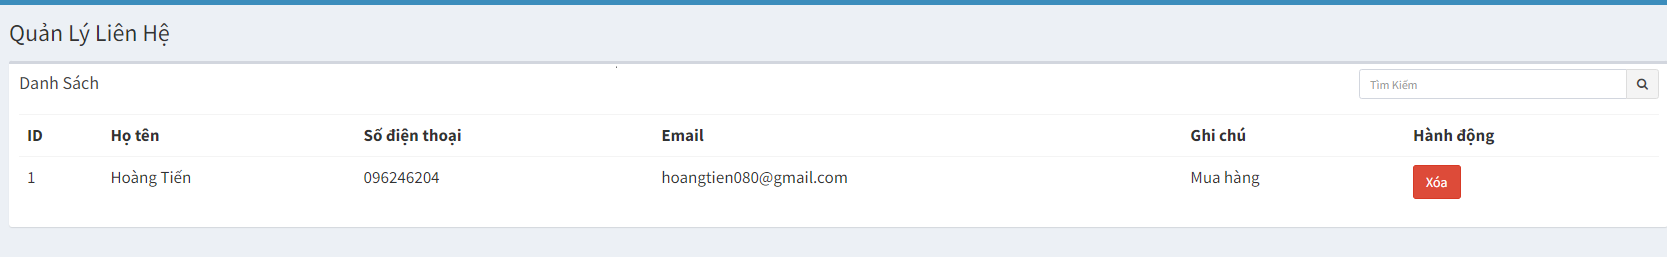 Quản Lý Liên Hệ
Danh Sách
Tìm Kiếm
ID Họ tên Số điện thoại Email Ghi chú Hành động
1 Hoàng Tiến 096246204 hoangtien080@gmail.com Mua hàng Xóa